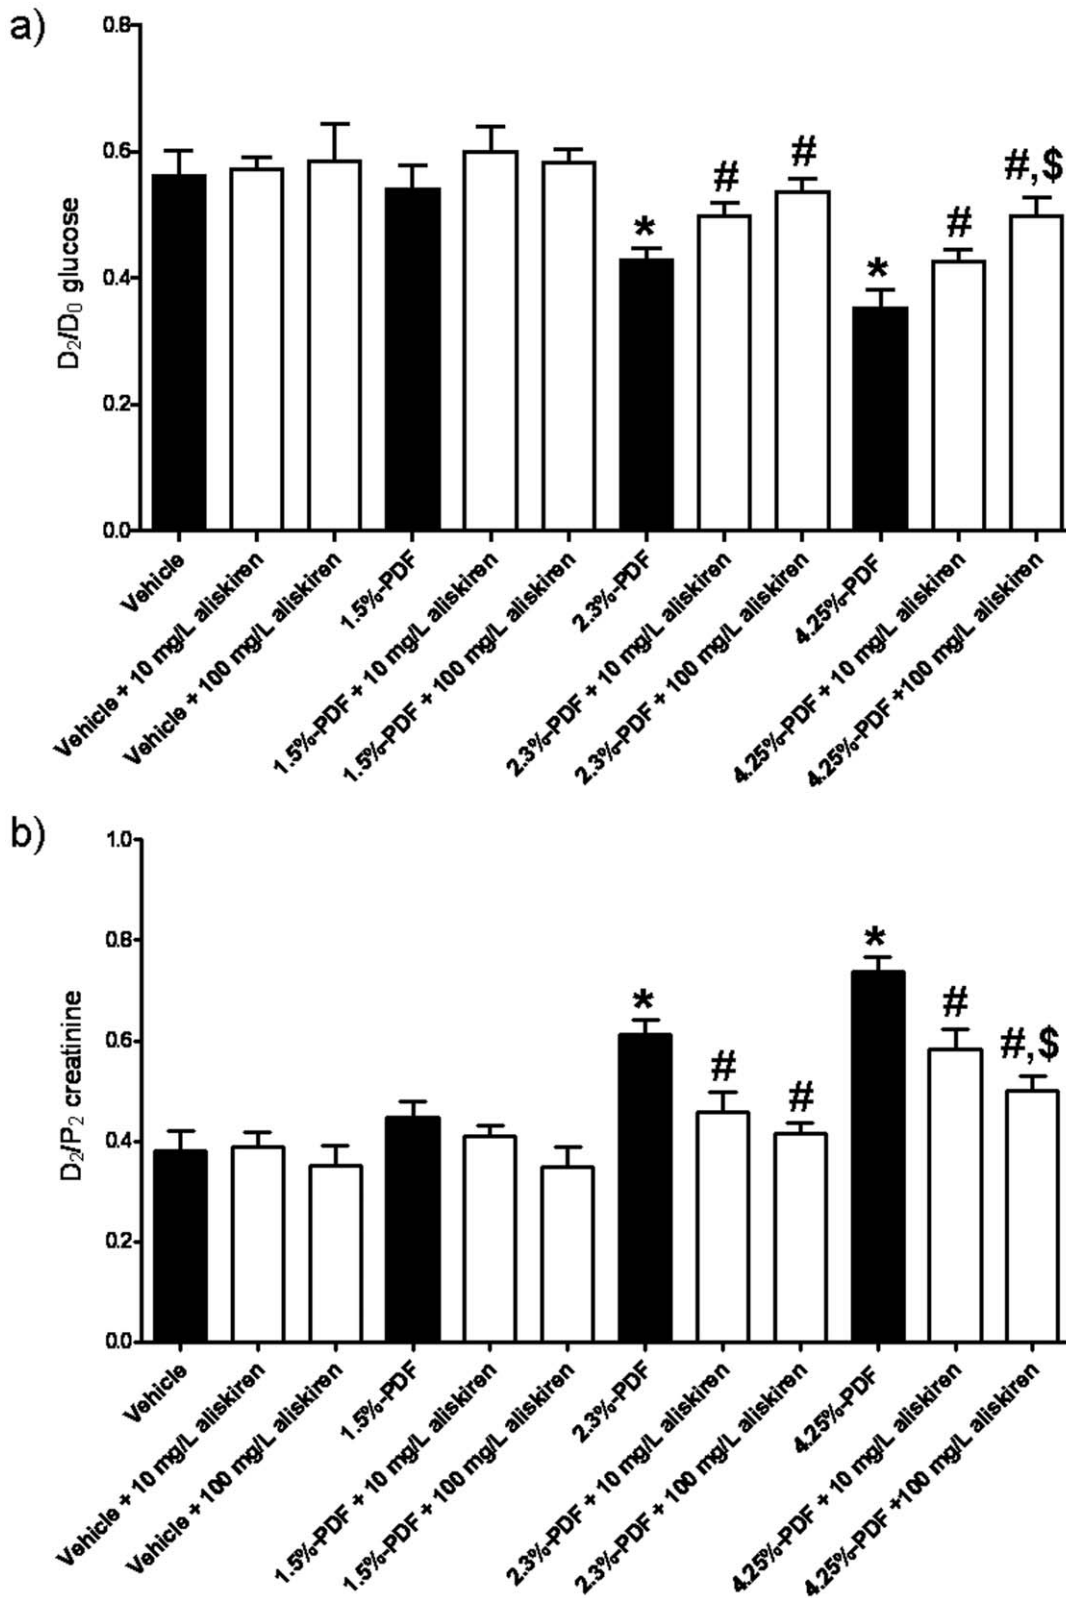 a)
0.8
0.6
0.4
0.2
0.0
D₂/D₀ glucose
*
#
#
*
#
#,$
Vehicle
Vehicle + 10 mg/L aliskiren
Vehicle + 100 mg/L aliskiren
1.5%-PDF
1.5%-PDF + 10 mg/L aliskiren
1.5%-PDF + 100 mg/L aliskiren
2.3%-PDF
2.3%-PDF + 10 mg/L aliskiren
2.3%-PDF + 100 mg/L aliskiren
4.25%-PDF
4.25%-PDF + 10 mg/L aliskiren
4.25%-PDF +100 mg/L aliskiren
b)
1.0
0.8
0.6
0.4
0.2
0.0
D₂/P₂ creatinine
*
#
#
*
#
#,$
Vehicle
Vehicle + 10 mg/L aliskiren
Vehicle + 100 mg/L aliskiren
1.5%-PDF
1.5%-PDF + 10 mg/L aliskiren
1.5%-PDF + 100 mg/L aliskiren
2.3%-PDF
2.3%-PDF + 10 mg/L aliskiren
2.3%-PDF + 100 mg/L aliskiren
4.25%-PDF
4.25%-PDF + 10 mg/L aliskiren
4.25%-PDF +100 mg/L aliskiren